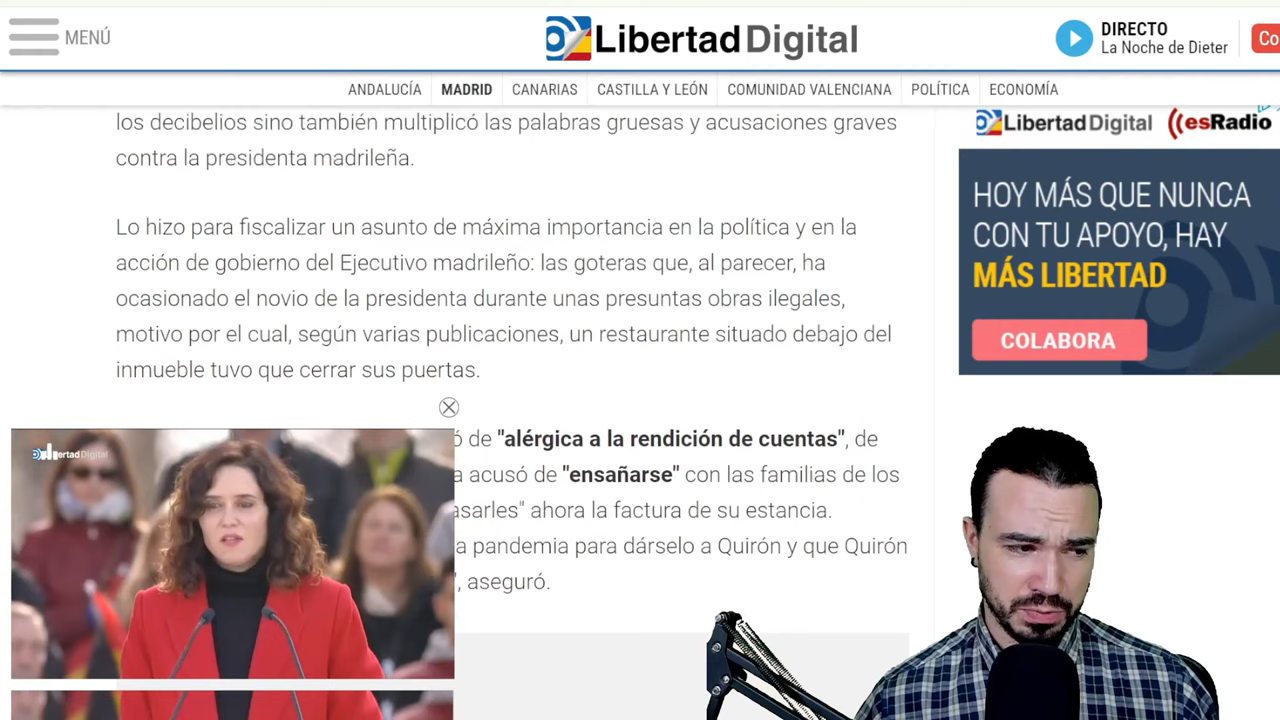 MENÚ
Libertad Digital
DIRECTO
La Noche de Dieter
Co
ANDALUCÍA MADRID CANARIAS CASTILLA Y LEÓN COMUNIDAD VALENCIANA POLÍTICA ECONOMÍA
los decibelios sino también multiplicó las palabras gruesas y acusaciones graves
contra la presidenta madrileña.
Lo hizo para fiscalizar un asunto de máxima importancia en la política y en la
acción de gobierno del Ejecutivo madrileño: las goteras que, al parecer, ha
ocasionado el novio de la presidenta durante unas presuntas obras ilegales,
motivo por el cual, según varias publicaciones, un restaurante situado debajo del
inmueble tuvo que cerrar sus puertas.
ó de "alérgica a la rendición de cuentas", de
a acusó de "ensañarse" con las familias de los
asarles" ahora la factura de su estancia.
a pandemia para dárselo a Quirón y que Quirón
", aseguró.
Libertad Digital esRadio
HOY MÁS QUE NUNCA
CON TU APOYO, HAY
MÁS LIBERTAD
COLABORA